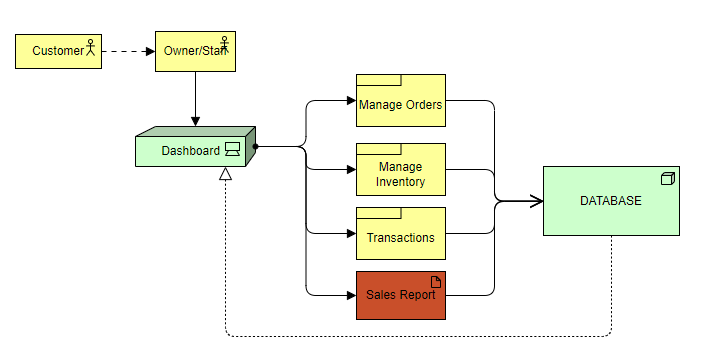 Customer
Owner/Staff
Dashboard
Manage Orders
Manage
Inventory
Transactions
Sales Report
DATABASE